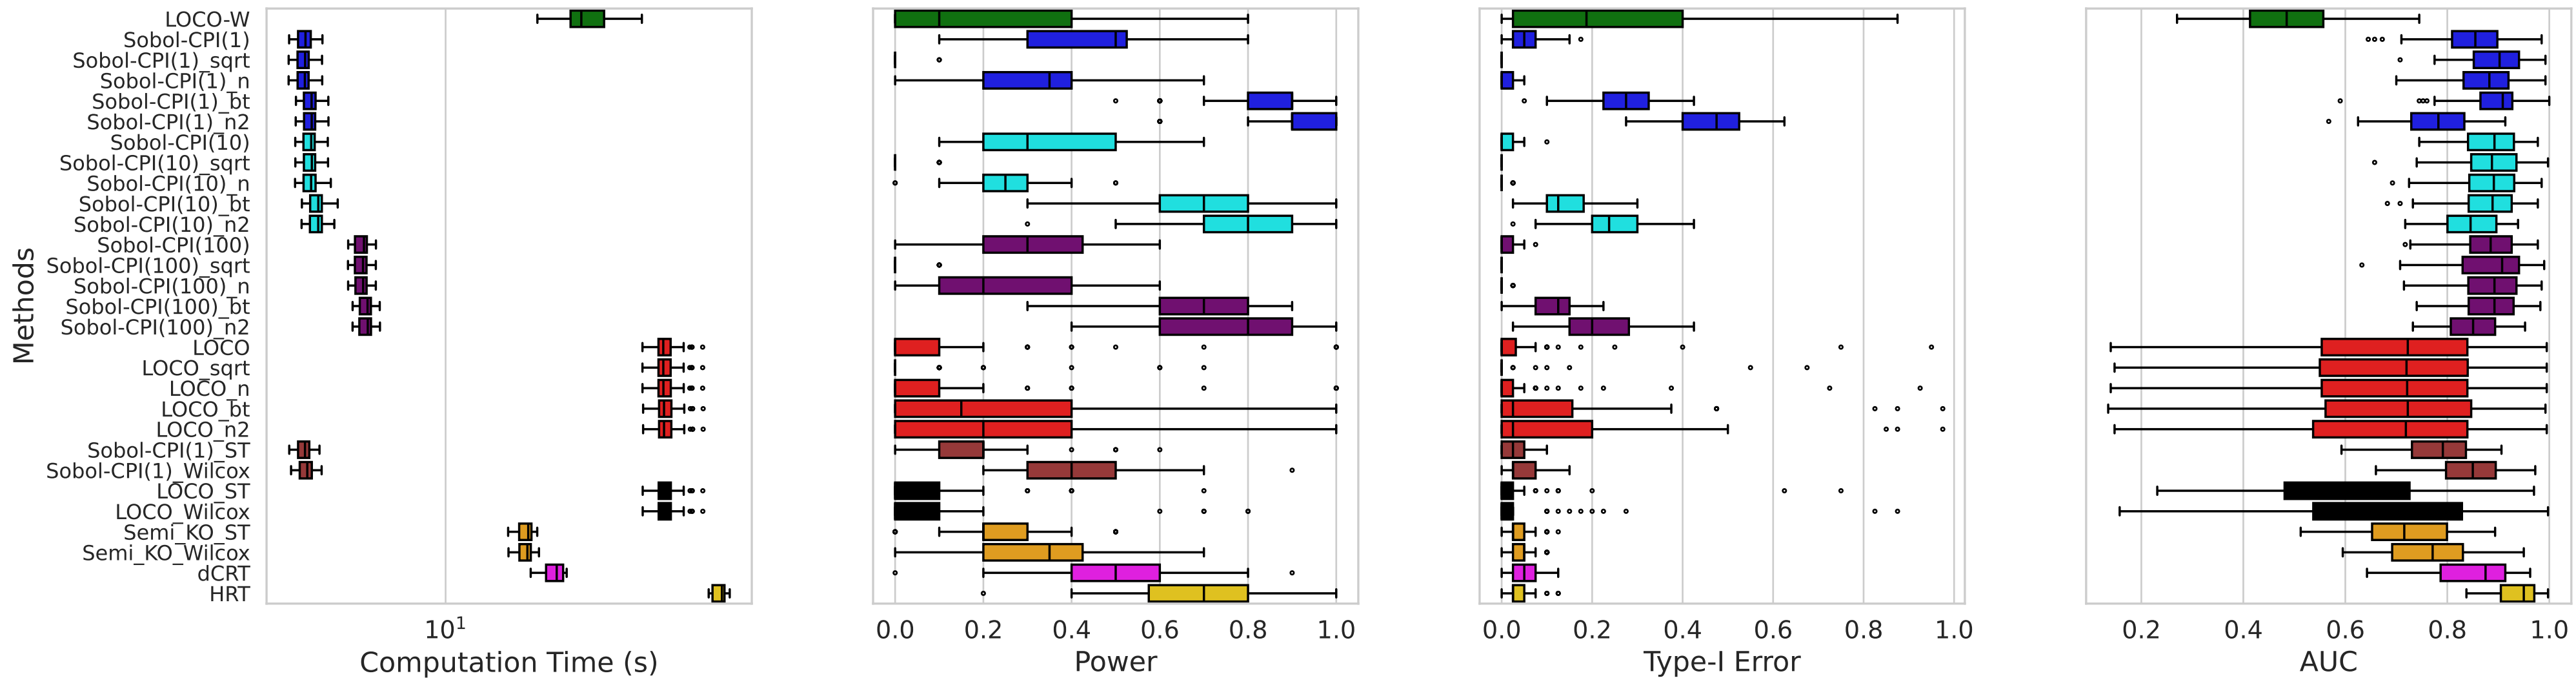 Methods
LOCO-W
Sobol-CPI(1)
Sobol-CPI(1)_sqrt
Sobol-CPI(1)_n
Sobol-CPI(1)_bt
Sobol-CPI(1)_n2
Sobol-CPI(10)
Sobol-CPI(10)_sqrt
Sobol-CPI(10)_n
Sobol-CPI(10)_bt
Sobol-CPI(10)_n2
Sobol-CPI(100)
Sobol-CPI(100)_sqrt
Sobol-CPI(100)_n
Sobol-CPI(100)_bt
Sobol-CPI(100)_n2
LOCO
LOCO_sqrt
LOCO_n
LOCO_bt
LOCO_n2
Sobol-CPI(1)_ST
Sobol-CPI(1)_Wilcox
LOCO_ST
LOCO_Wilcox
Semi_KO_ST
Semi_KO_Wilcox
dCRT
HRT
10¹
Computation Time (s)
0.0 0.2 0.4 0.6 0.8 1.0
Power
0.0 0.2 0.4 0.6 0.8 1.0
Type-I Error
0.2 0.4 0.6 0.8 1.0
AUC